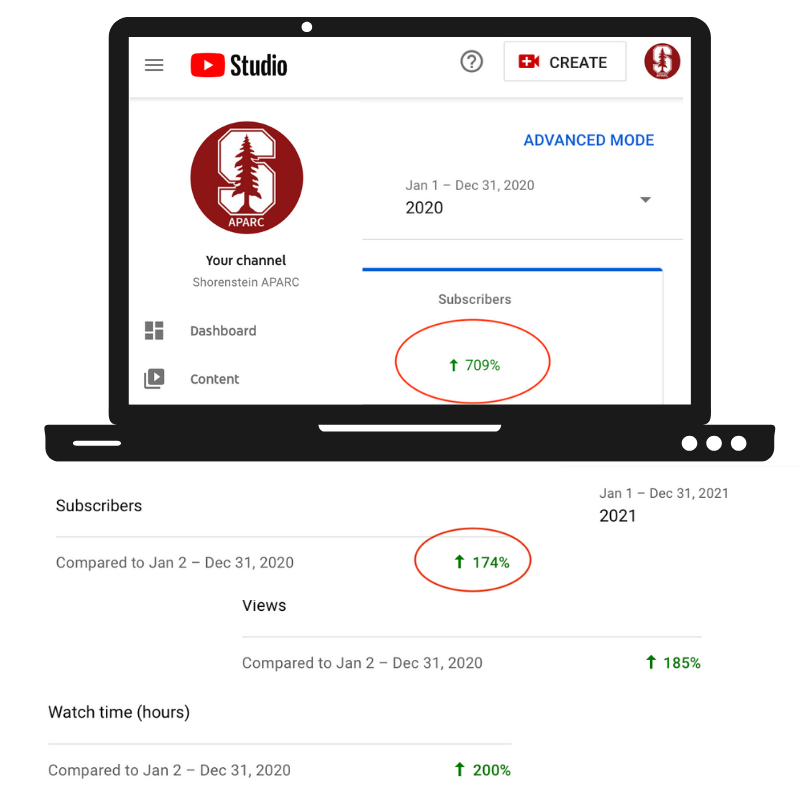 Studio
CREATE
ADVANCED MODE
Jan 1 – Dec 31, 2020
2020
S
APARC
Your channel
Shorenstein APARC
Dashboard
Content
Subscribers
709%
Jan 1 – Dec 31, 2021
2021
Subscribers
Compared to Jan 2 – Dec 31, 2020
174%
Views
Compared to Jan 2 – Dec 31, 2020
185%
Watch time (hours)
Compared to Jan 2 – Dec 31, 2020
200%